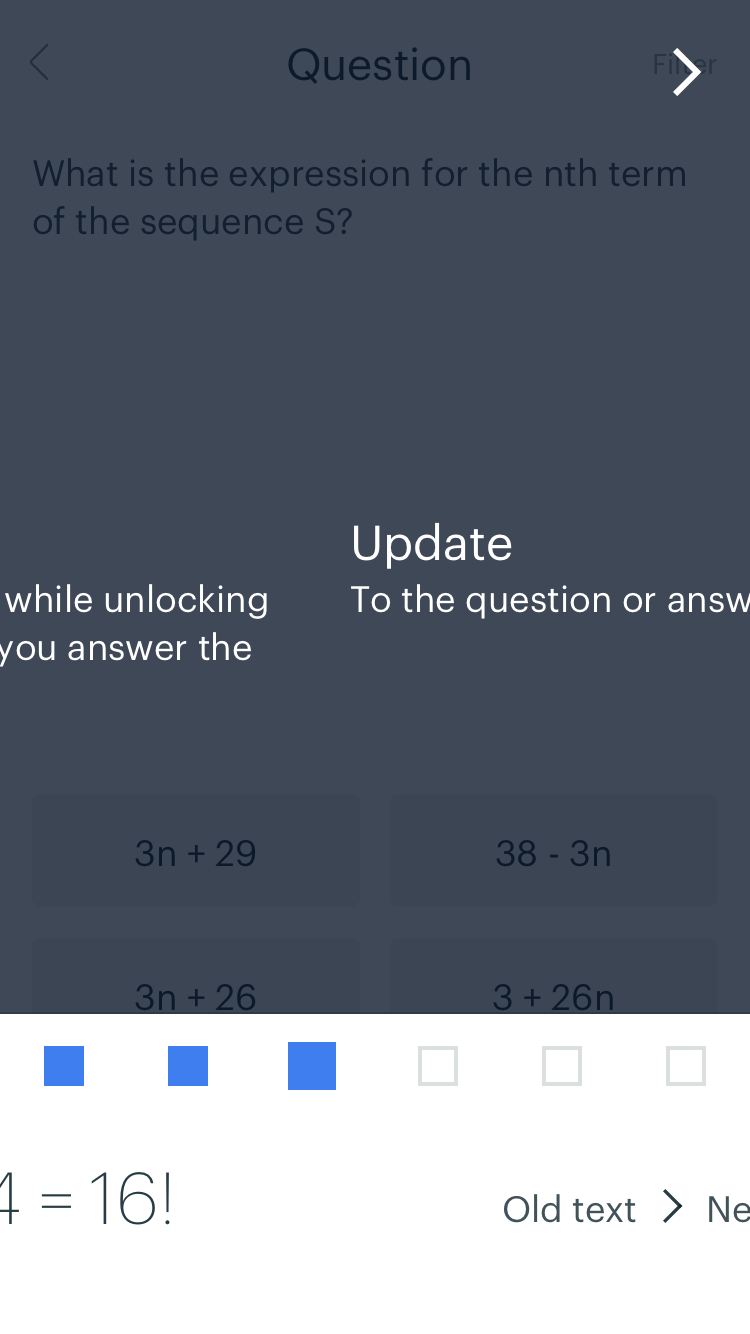 Question
Filter
What is the expression for the nth term
of the sequence S?
Update
while unlocking
To the question or answ
you answer the
3n + 29
38 - 3n
3n + 26
3 + 26n
4 = 16!
Old text > Ne